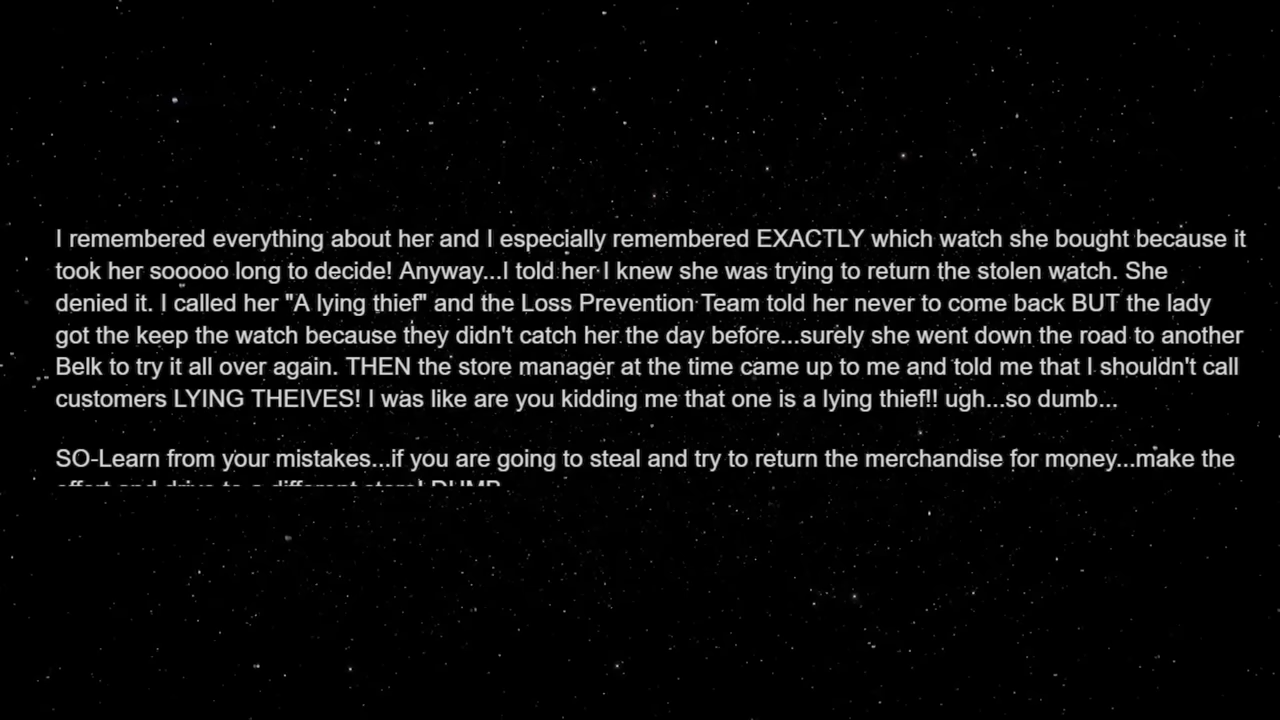 I remembered everything about her and I especially remembered EXACTLY which watch she bought because it
took her sooooo long to decide! Anyway...I told her I knew she was trying to return the stolen watch. She
denied it. I called her "A lying thief" and the Loss Prevention Team told her never to come back BUT the lady
got the keep the watch because they didn't catch her the day before...surely she went down the road to another
Belk to try it all over again. THEN the store manager at the time came up to me and told me that I shouldn't call
customers LYING THEIVES! I was like are you kidding me that one is a lying thief!! ugh...so dumb...
SO-Learn from your mistakes...if you are going to steal and try to return the merchandise for money...make the
effort and drive to a different store! DUMB